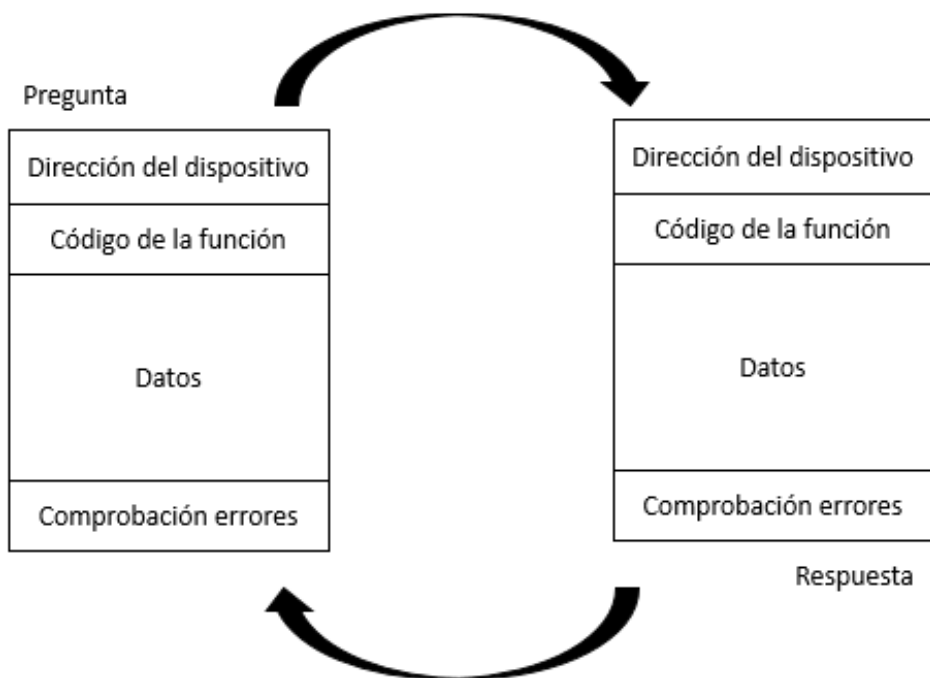 Pregunta
Dirección del dispositivo
Código de la función
Datos
Comprobación errores
Dirección del dispositivo
Código de la función
Datos
Comprobación errores
Respuesta